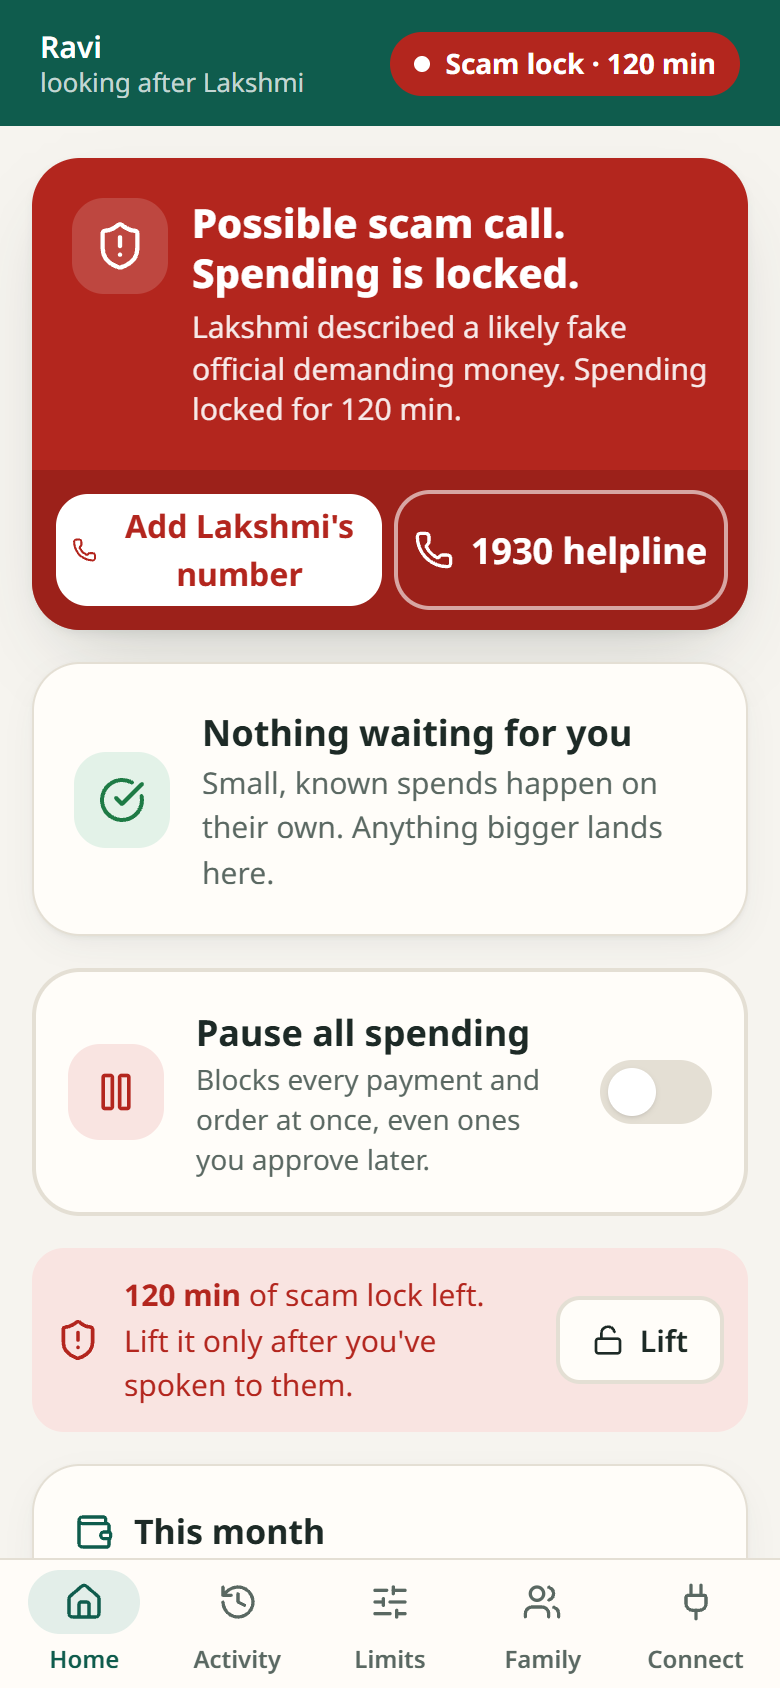 Ravi
looking after Lakshmi
Scam lock · 120 min
Possible scam call.
Spending is locked.
Lakshmi described a likely fake
official demanding money. Spending
locked for 120 min.
Add Lakshmi's
number
1930 helpline
Nothing waiting for you
Small, known spends happen on
their own. Anything bigger lands
here.
Pause all spending
Blocks every payment and
order at once, even ones
you approve later.
120 min of scam lock left.
Lift it only after you've
spoken to them.
Lift
This month
Home
Activity
Limits
Family
Connect